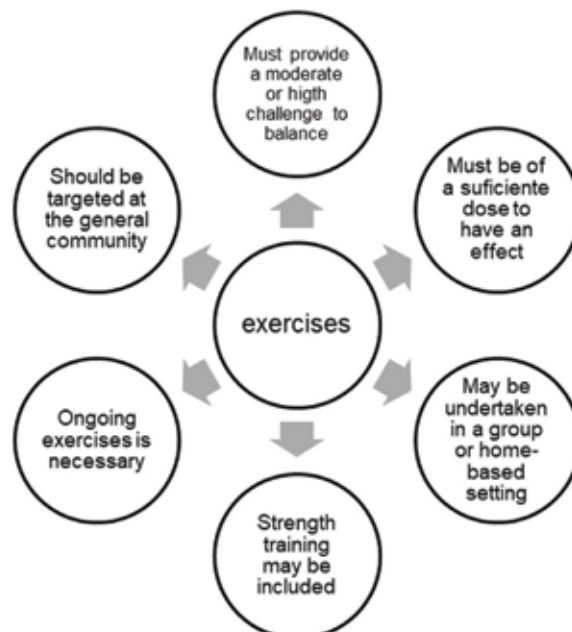 Must provide
a moderate
or higth
challenge to
balance
Must be of
a suficiente
dose to
have an
effect
May be
undertaken
in a group
or home-
based
setting
Strength
training
may be
included
Ongoing
exercises is
necessary
Should be
targeted at
the general
community
exercises